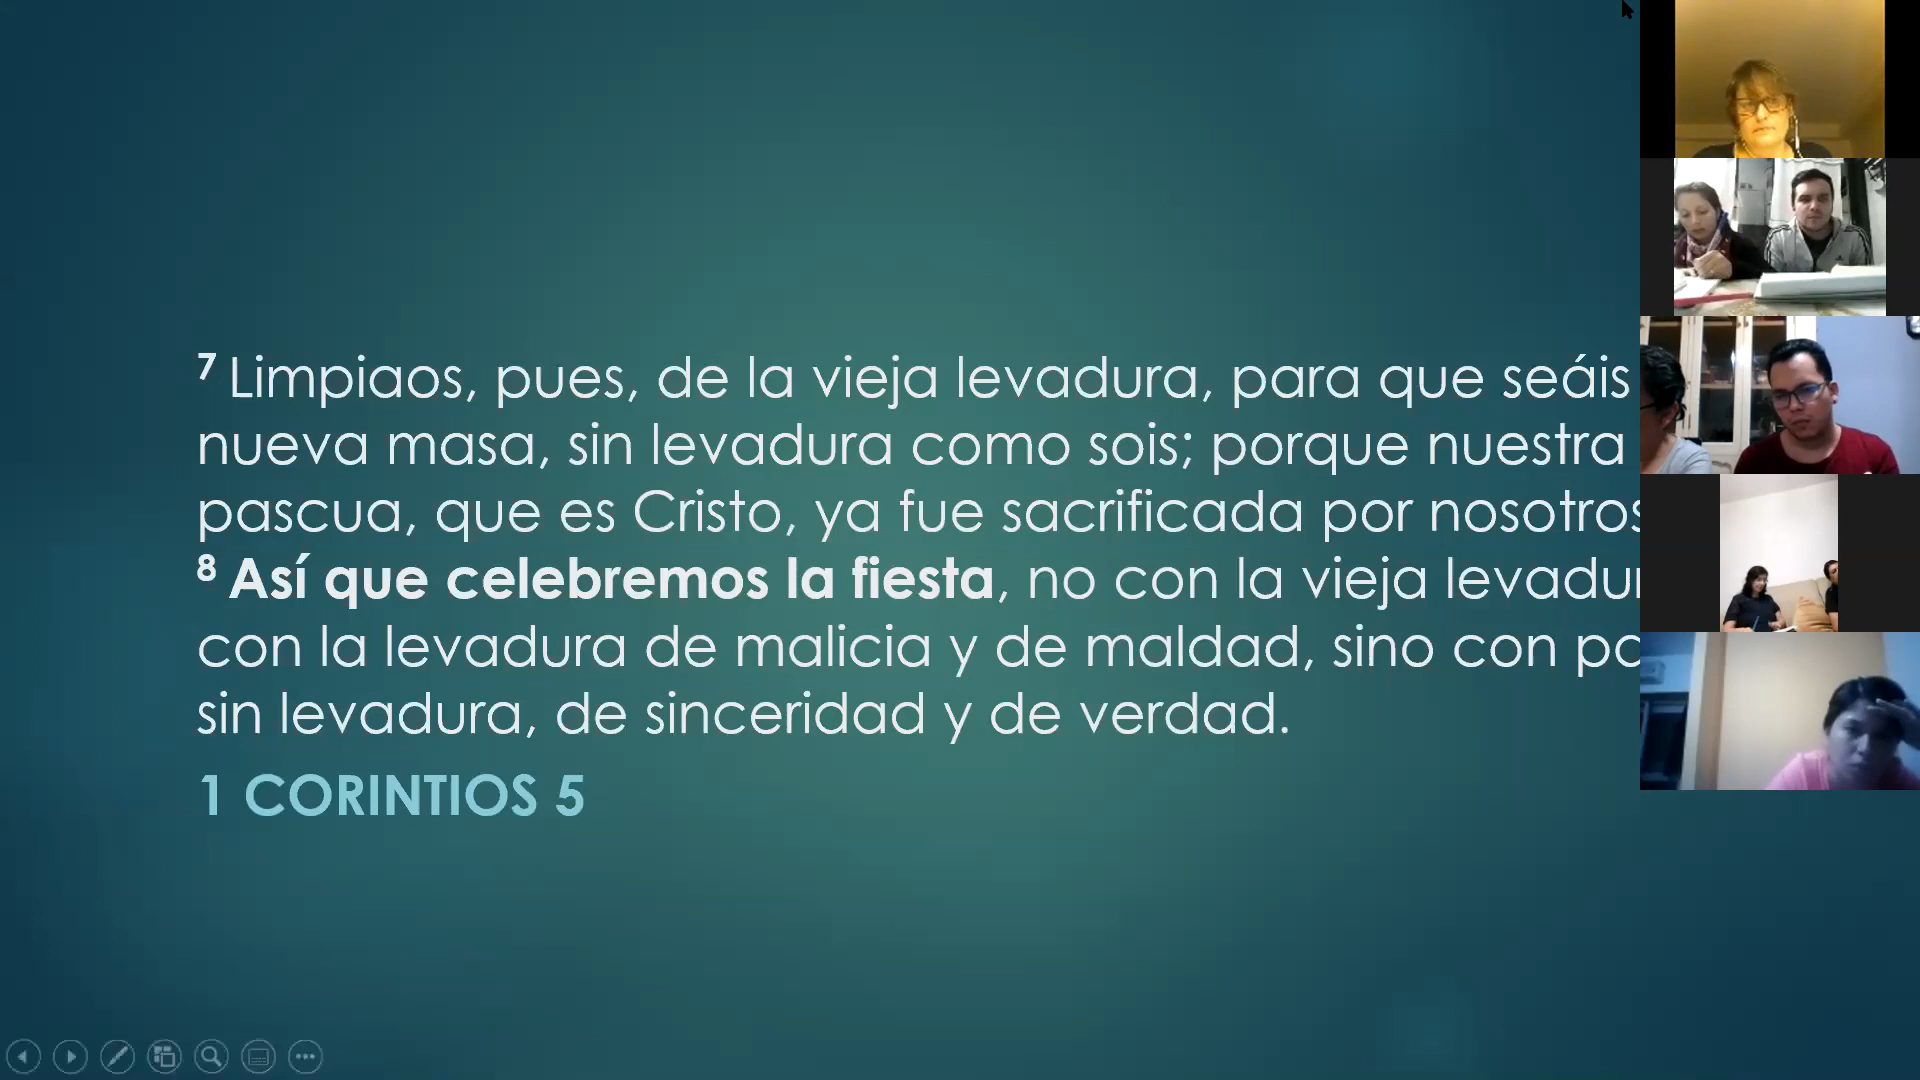 7 Limpiaos, pues, de la vieja levadura, para que seáis
nueva masa, sin levadura como sois; porque nuestra
pascua, que es Cristo, ya fue sacrificada por nosotros
8 Así que celebremos la fiesta, no con la vieja
con la levadura de malicia y de maldad, sino con
sin levadura, de sinceridad y de verdad.
1 CORINTIOS 5